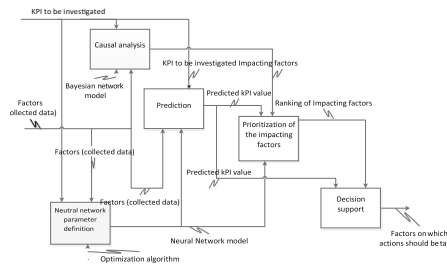 KPI to be investigated
Causal analysis
KPI to be investigated Impacting factors
Bayesian network
model
Predicted kPI value
Prediction
Ranking of Impacting factors
Factors
ollected data)
Prioritization of
the impacting
factors
Factors (collected data)
Predicted kPI value
Factors (collected data)
Decision
support
Neutral network
parameter
definition
Neural Network model
Factors on which
actions should be ta
Optimization algorithm